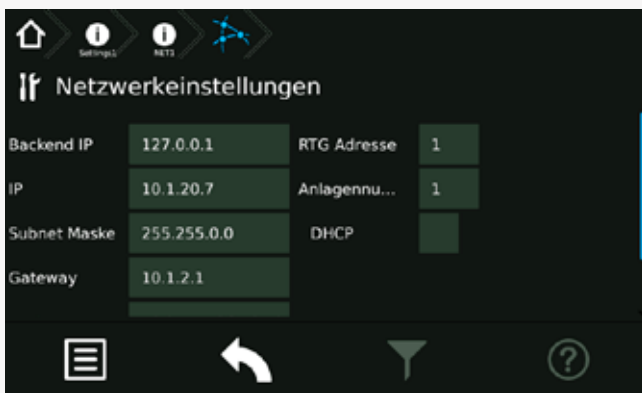 Settings1 NET1
Netzwerkeinstellungen
Backend IP 127.0.0.1 RTG Adresse 1
IP 10.1.20.7 Anlagennu... 1
Subnet Maske 255.255.0.0 DHCP
Gateway 10.1.2.1